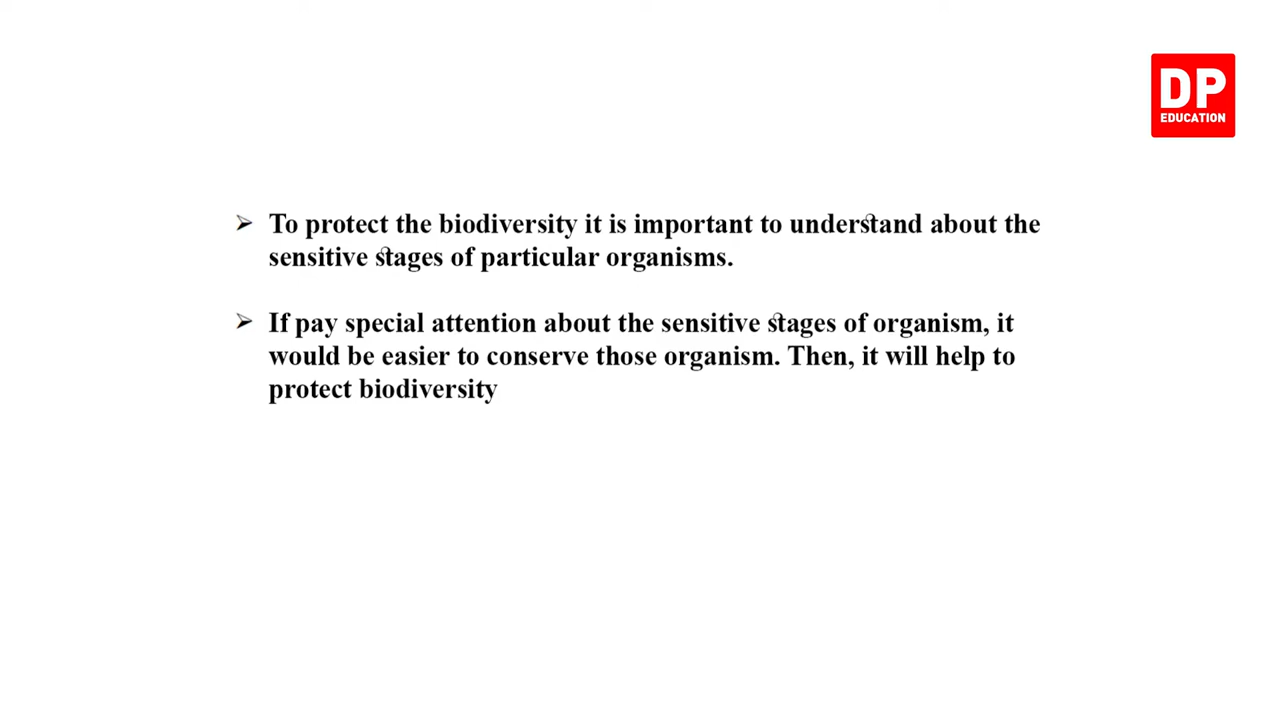 DP
EDUCATION
➢ To protect the biodiversity it is important to understand about the
sensitive stages of particular organisms.
➢ If pay special attention about the sensitive stages of organism, it
would be easier to conserve those organism. Then, it will help to
protect biodiversity